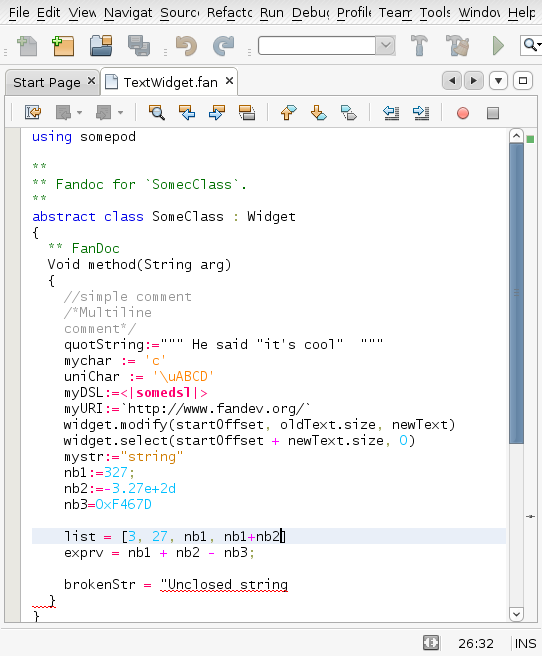 File Edit View Navigate Source Refacto Run Debug Profile Team Tools Window Help
Start Page TextWidget.fan
using somepod
**
** Fandoc for `SomecClass`.
**
abstract class SomeClass : Widget
{
** FanDoc
Void method(String arg)
{
//simple comment
/*Multiline
comment*/
quotString:=""" He said "it's cool"  """
mychar := 'c'
uniChar := '\uABCD'
myDSL:=<|somedsl|>
myURI:=`http://www.fandev.org/`
widget.modify(startOffset, oldText.size, newText)
widget.select(startOffset + newText.size, 0)
mystr:="string"
nb1:=327;
nb2:=-3.27e+2d
nb3=0xF467D
list = [3, 27, nb1, nb1+nb2]
exprv = nb1 + nb2 - nb3;
brokenStr = "Unclosed string
}
}
26:32 INS